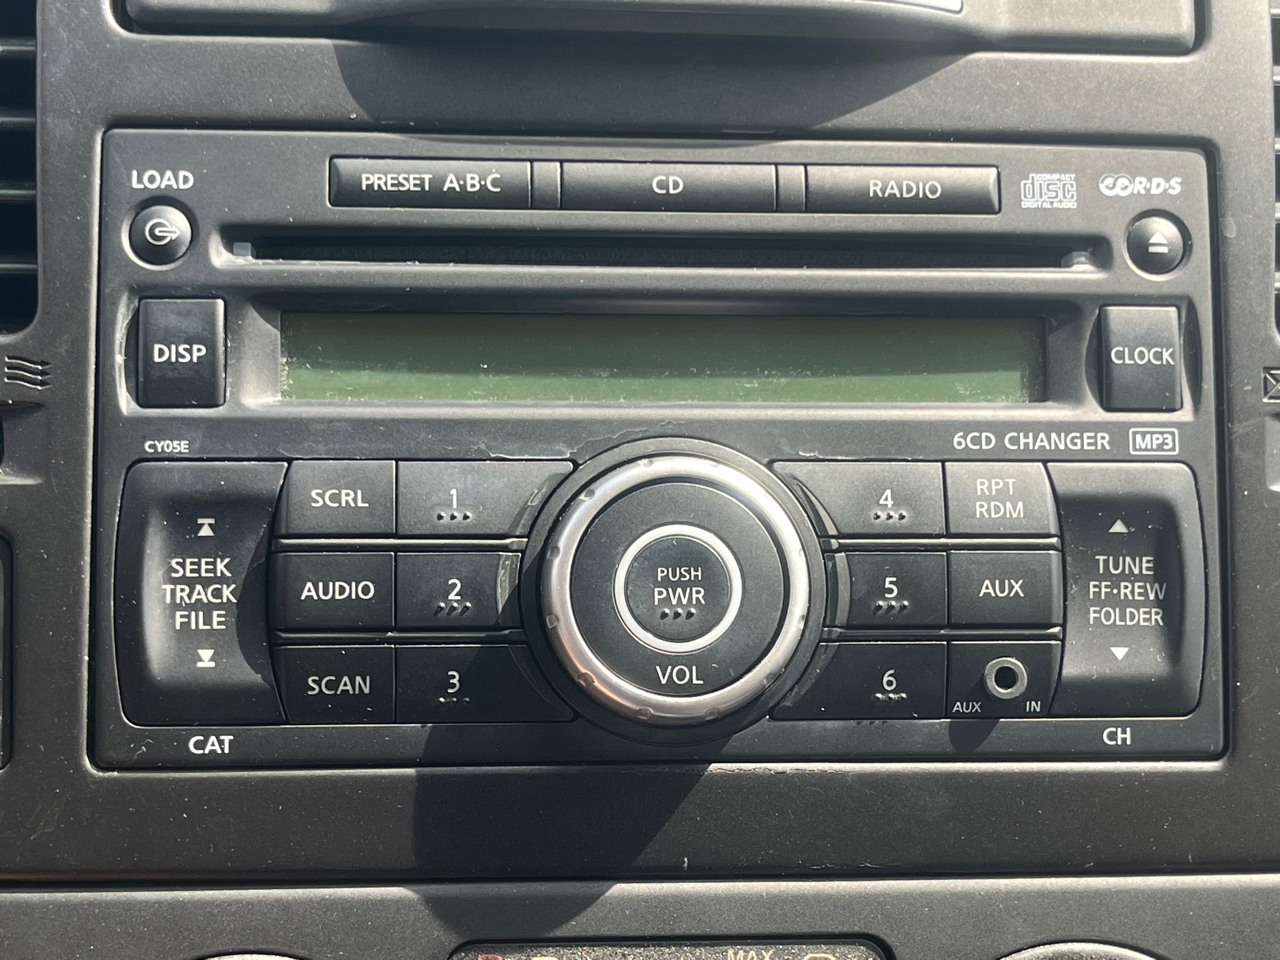 LOAD
PRESET A·B·C
CD
RADIO
COMPACT
disc
DIGITAL AUDIO
R·D·S
DISP
CLOCK
CY05E
6CD CHANGER MP3
SEEK
TRACK
FILE
CAT
SCRL
1
AUDIO
2
SCAN
3
PUSH
PWR
VOL
4
RPT
RDM
5
AUX
6
AUX IN
TUNE
FF·REW
FOLDER
CH
MAX